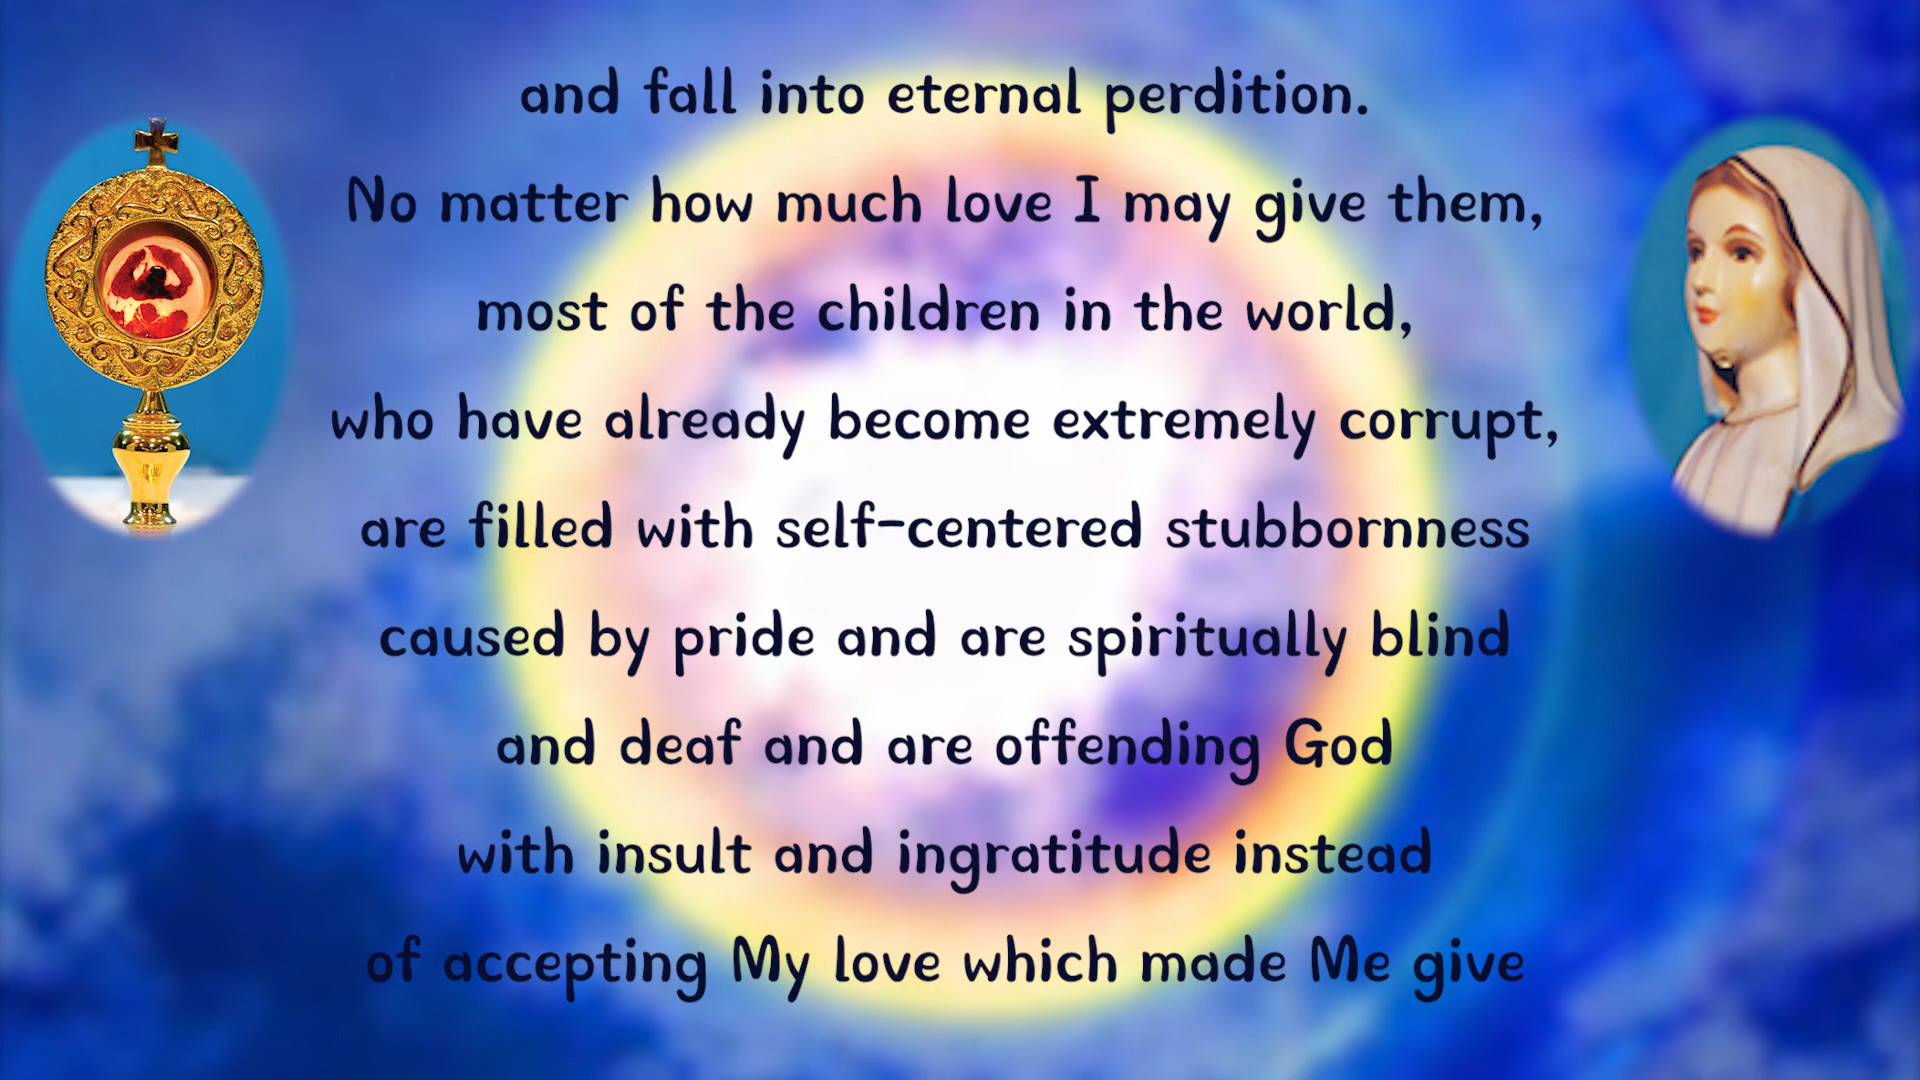 and fall into eternal perdition.
No matter how much love I may give them,
most of the children in the world,
who have already become extremely corrupt,
are filled with self-centered stubbornness
caused by pride and are spiritually blind
and deaf and are offending God
with insult and ingratitude instead
of accepting My love which made Me give